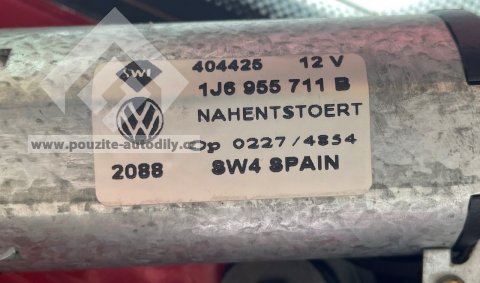 SWI 404425 12 V
1J6 955 711 B
NAHENTSTOERT
www.pouzite-autodily.cz
Op 0227/4854
2088 SW4 SPAIN